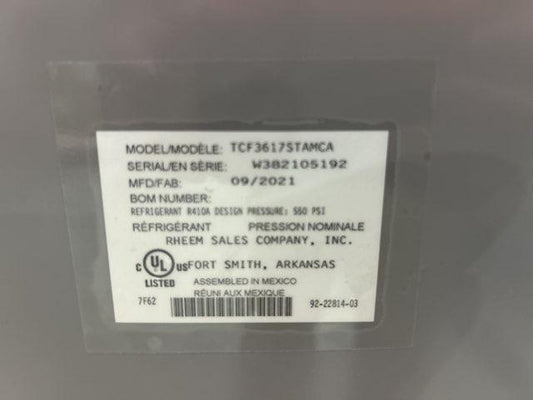 MODEL/MODÈLE: TCF3617STAMCA
SERIAL/EN SÉRIE: W382105192
MFD/FAB: 09/2021
BOM NUMBER:
REFRIGERANT R410A DESIGN PRESSURE: 550 PSI
RÉFRIGÉRANT PRESSION NOMINALE
RHEEM SALES COMPANY, INC.
c UL us FORT SMITH, ARKANSAS
LISTED ASSEMBLED IN MEXICO
RÉUNI AUX MEXIQUE
7F62 92-22814-03